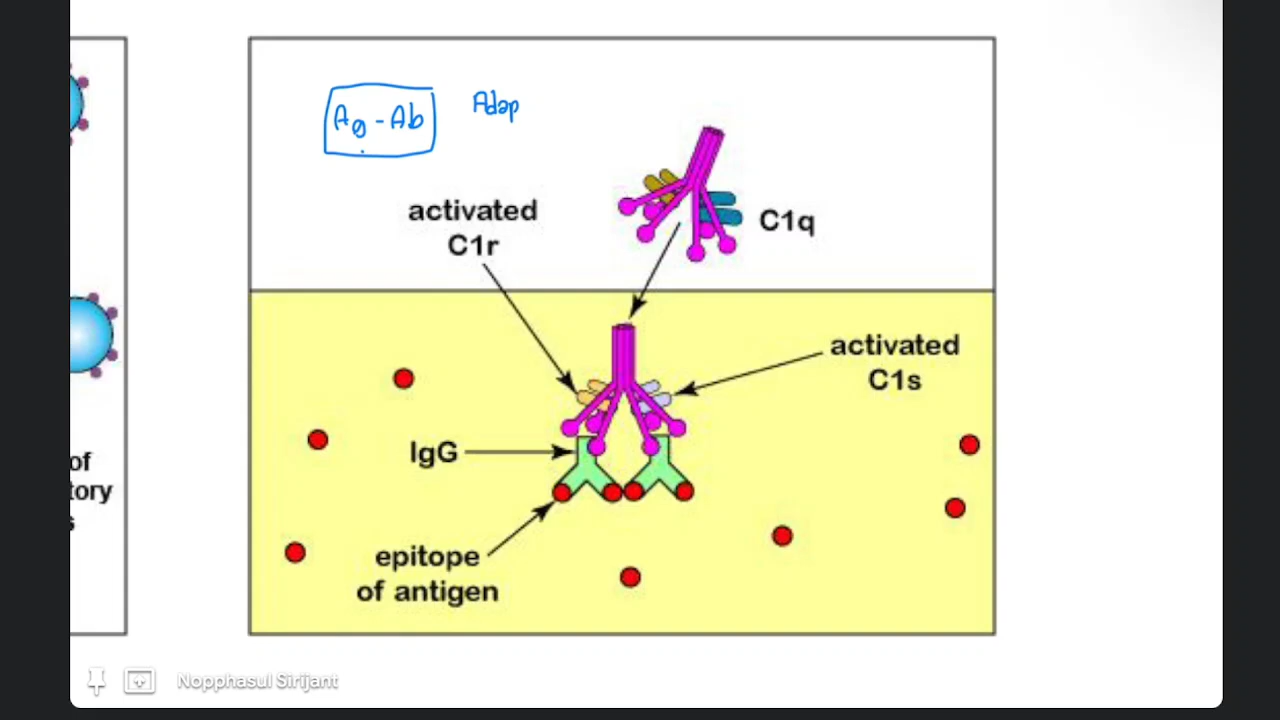 Ag - Ab
Adap
activated
C1r
C1q
activated
C1s
IgG
epitope
of antigen
of
tory
s
Nopphasul Sirijant